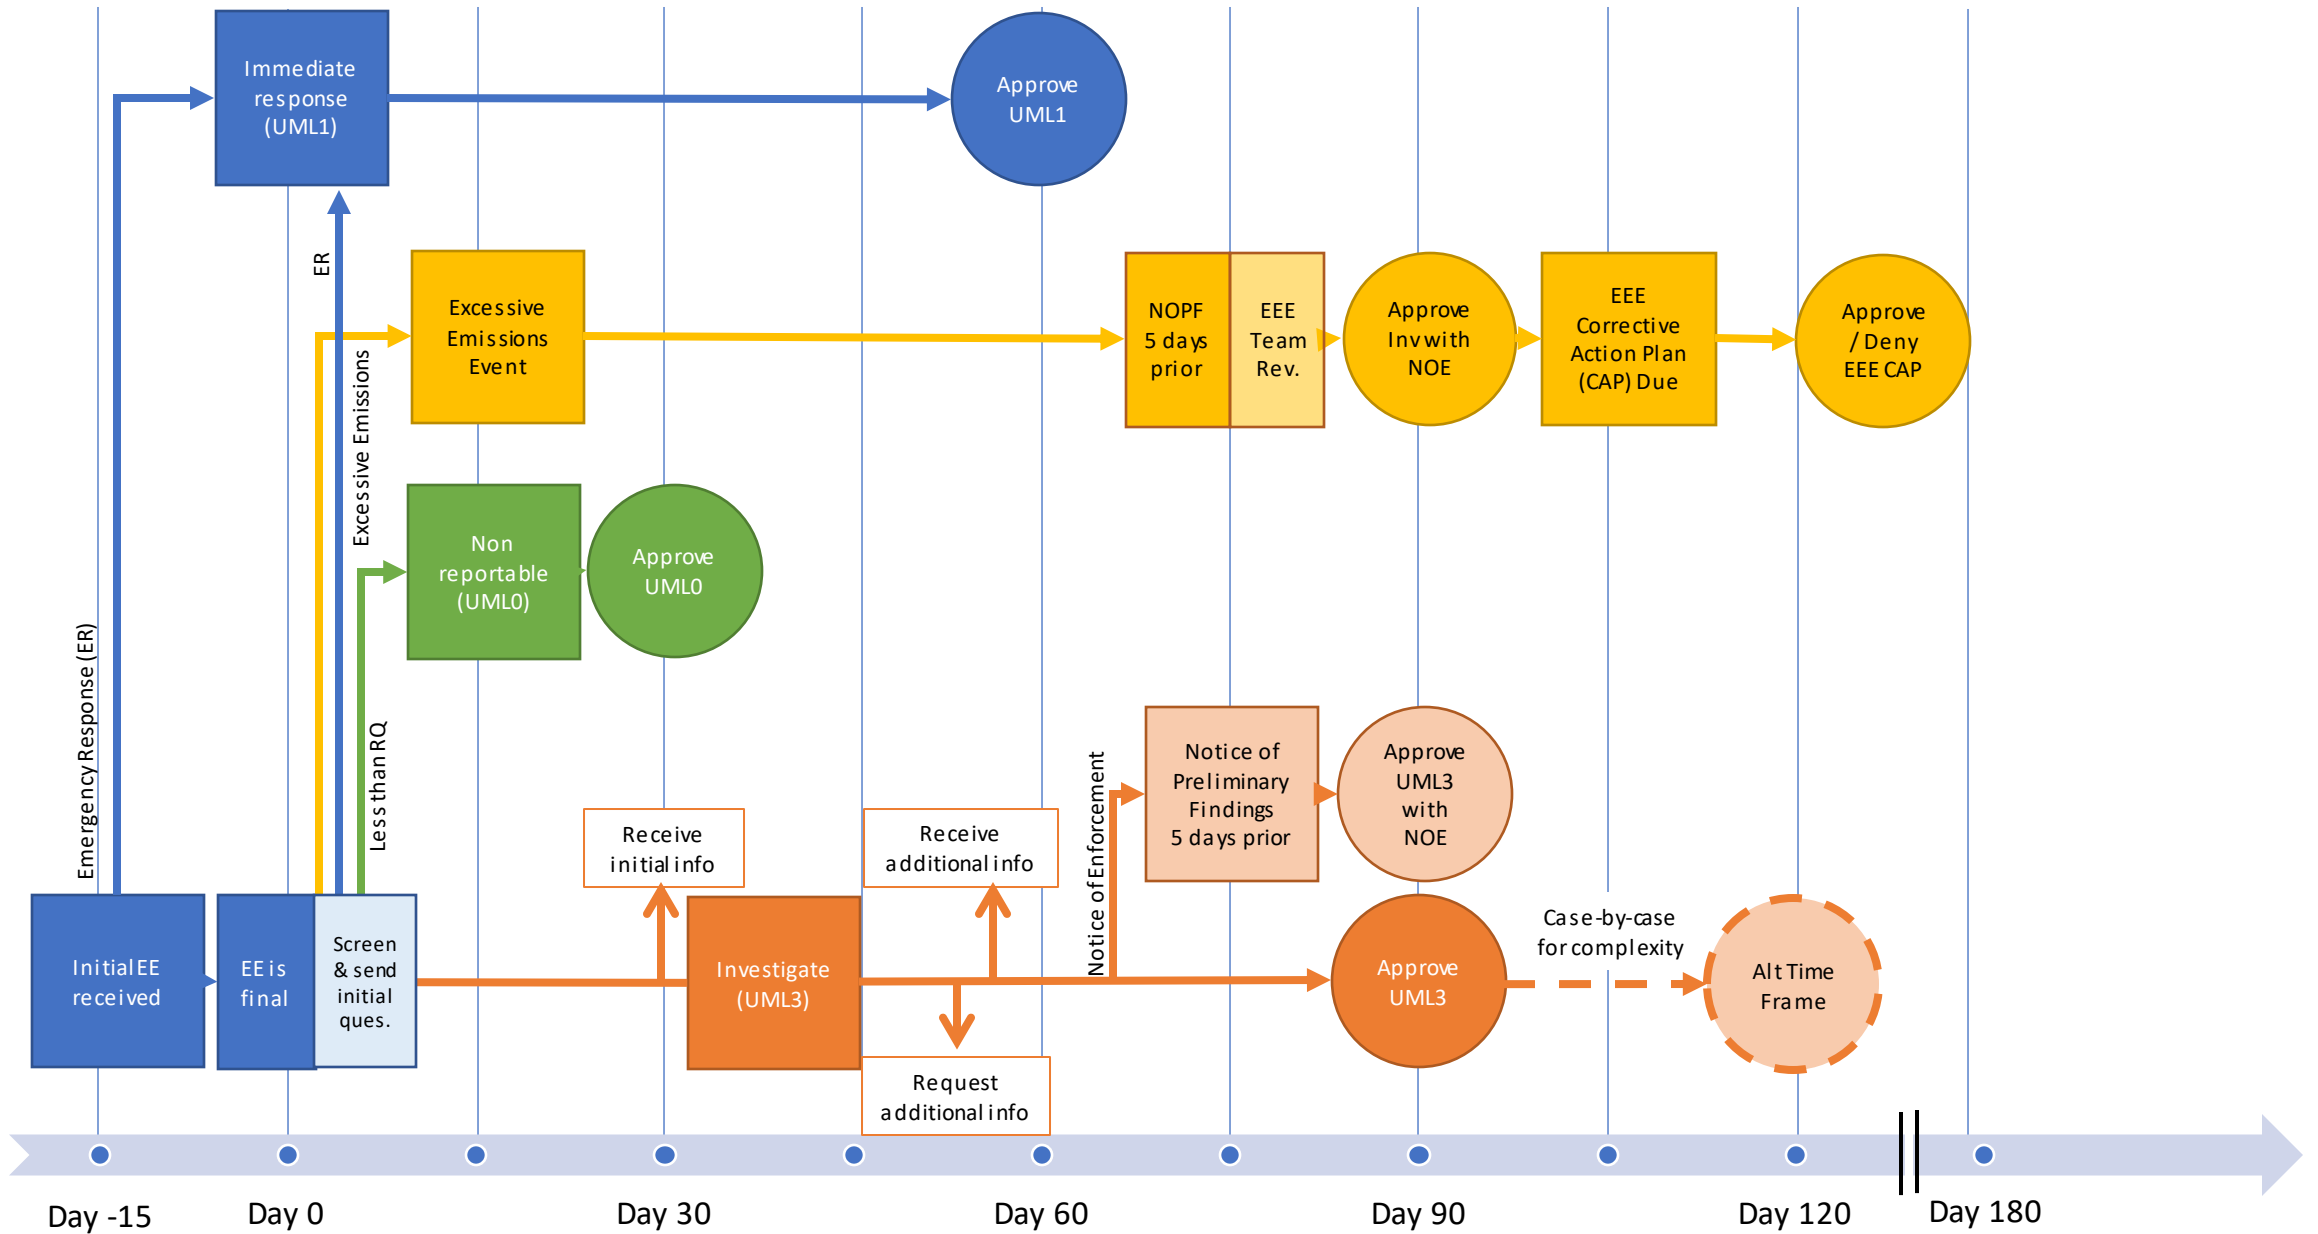 Immediate
response
(UML1)
Approve
UML1
ER
Excessive
Emissions
Event
NOPF
5 days
prior
EEE
Team
Rev.
Approve
Inv with
NOE
EEE
Corrective
Action Plan
(CAP) Due
Approve
/ Deny
EEE CAP
Excessive Emissions
Non
reportable
(UML0)
Approve
UML0
Emergency Response (ER)
Less than RQ
Notice of Enforcement
Notice of
Preliminary
Findings
5 days prior
Approve
UML3
with
NOE
Receive
initial info
Receive
additional info
Initial EE
received
EE is
final
Screen
& send
initial
ques.
Investigate
(UML3)
Request
additional info
Approve
UML3
Case-by-case
for complexity
Alt Time
Frame
Day -15
Day 0
Day 30
Day 60
Day 90
Day 120
Day 180